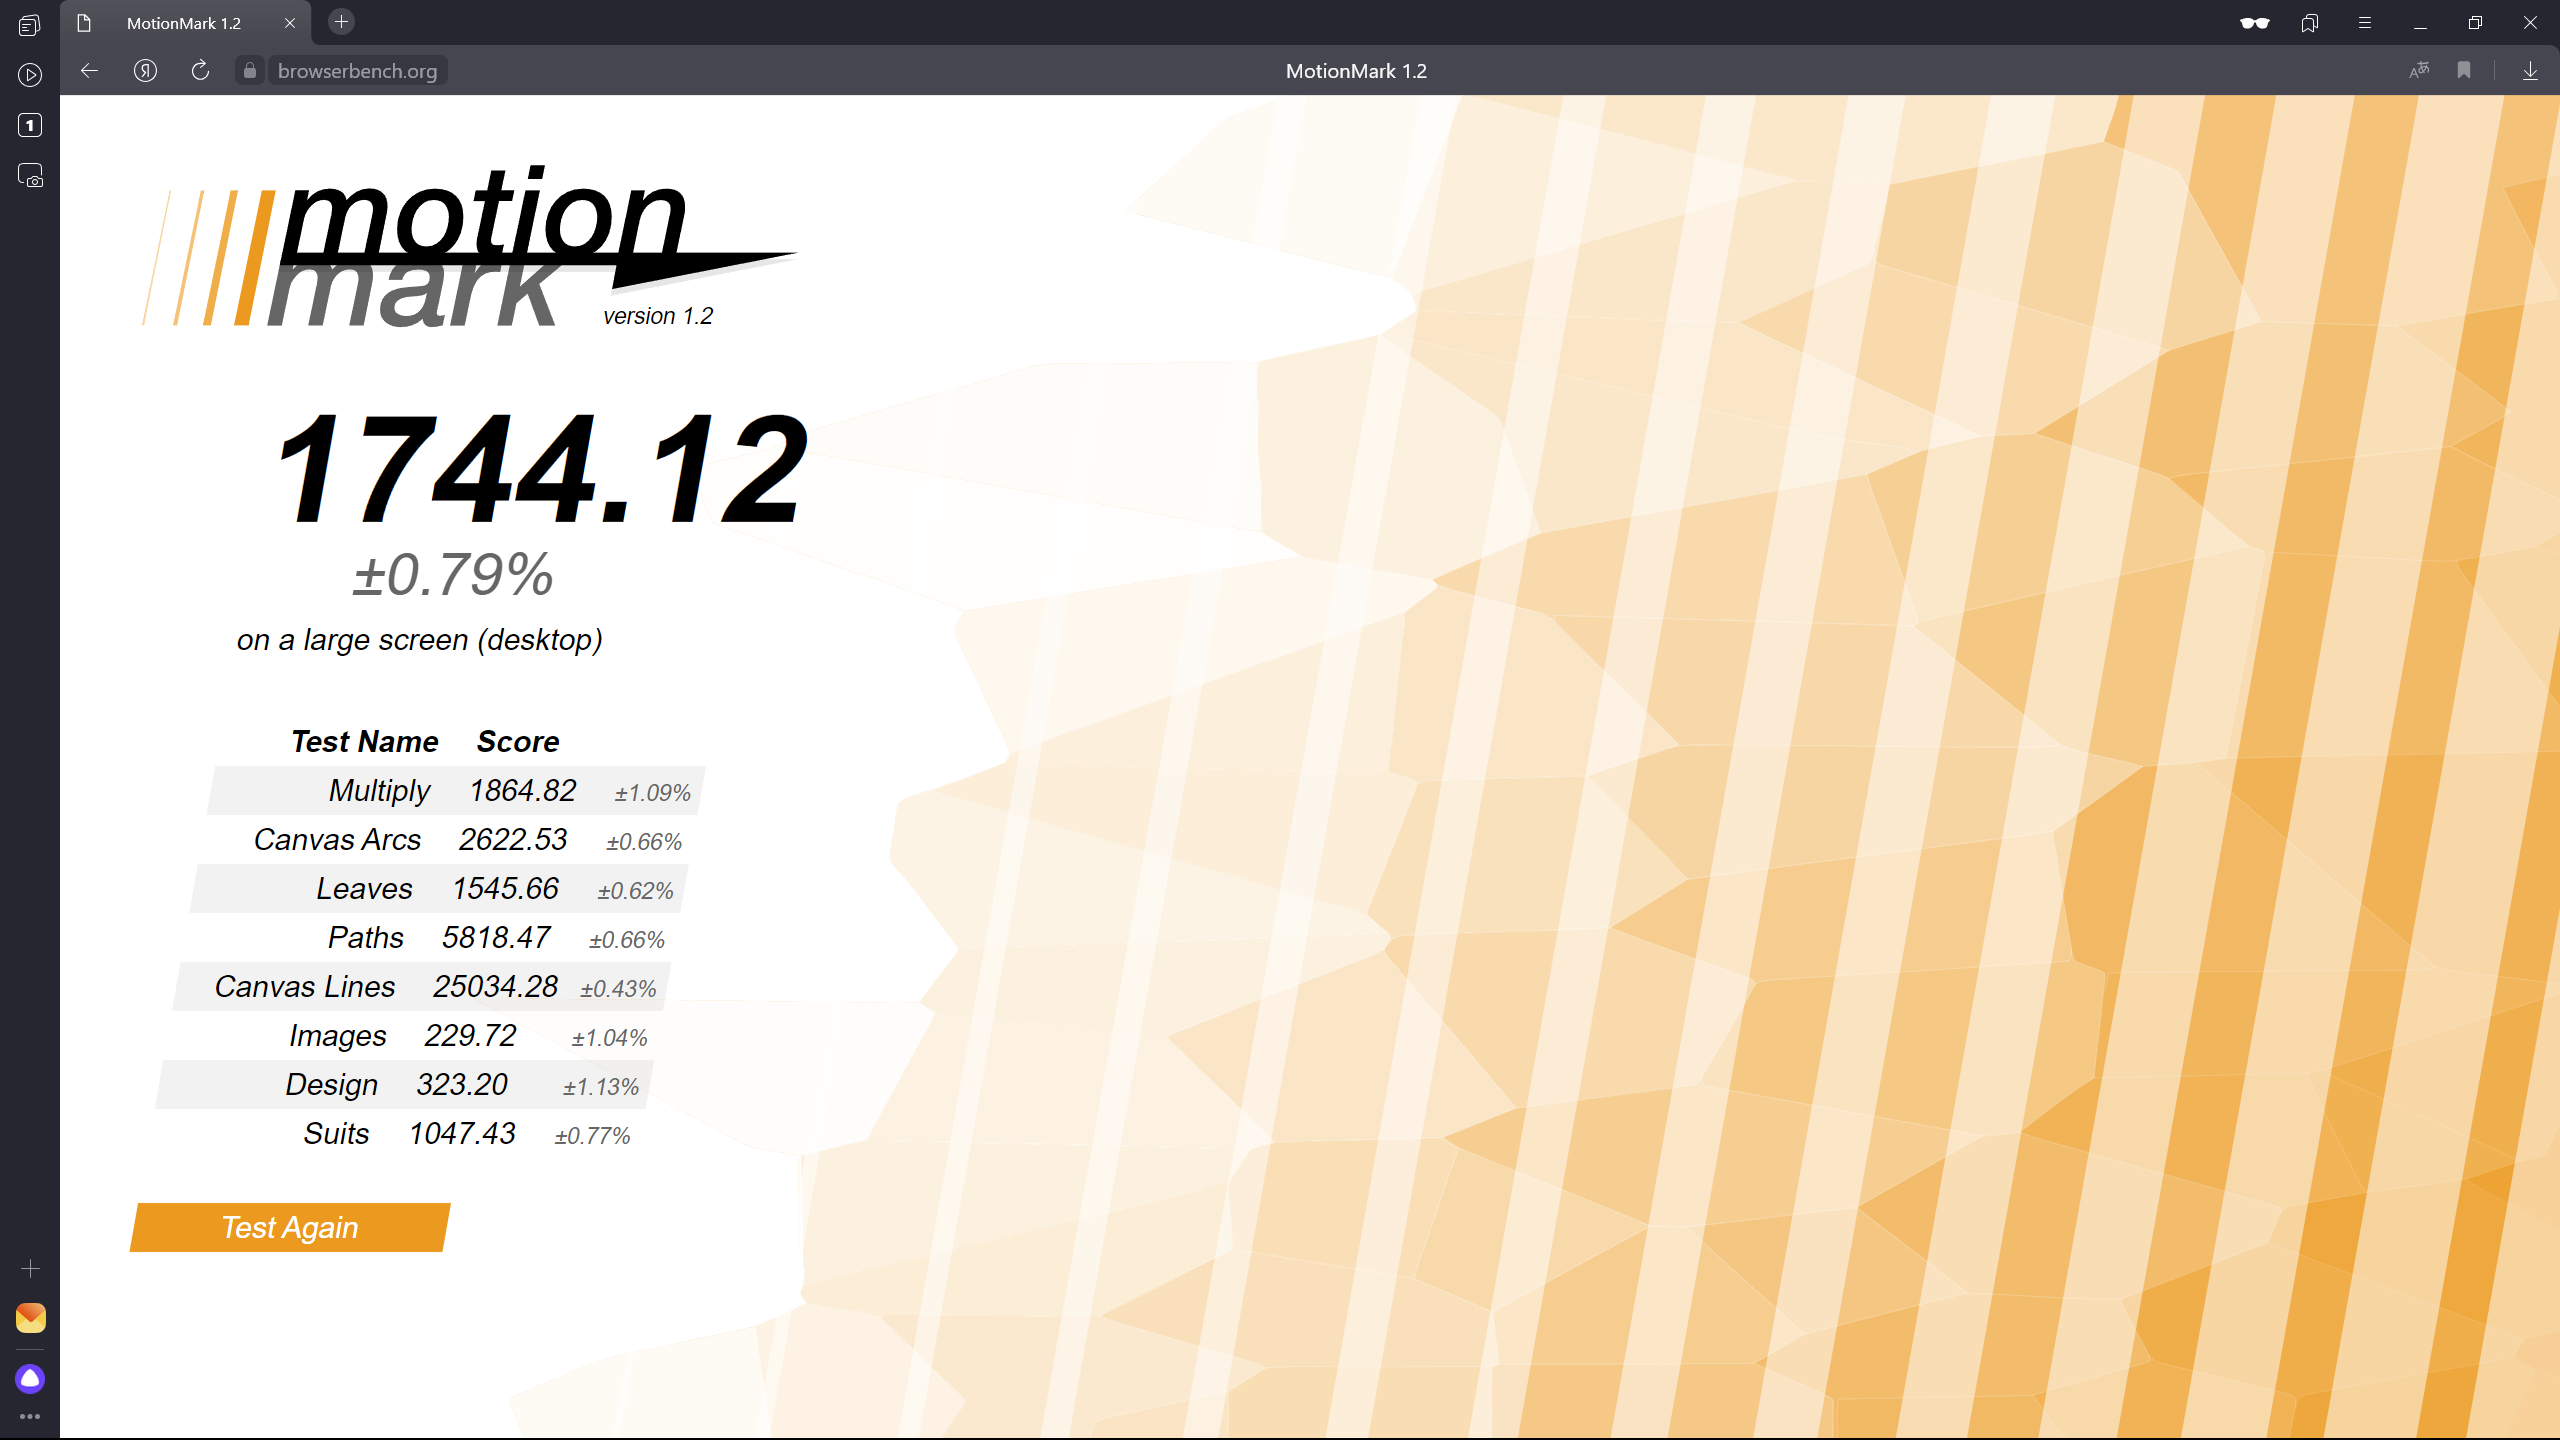 MotionMark 1.2
1
Я
browserbench.org
MotionMark 1.2
motion
mark
version 1.2
1744.12
±0.79%
on a large screen (desktop)
Test Name Score
Multiply 1864.82 ±1.09%
Canvas Arcs 2622.53 ±0.66%
Leaves 1545.66 ±0.62%
Paths 5818.47 ±0.66%
Canvas Lines 25034.28 ±0.43%
Images 229.72 ±1.04%
Design 323.20 ±1.13%
Suits 1047.43 ±0.77%
Test Again